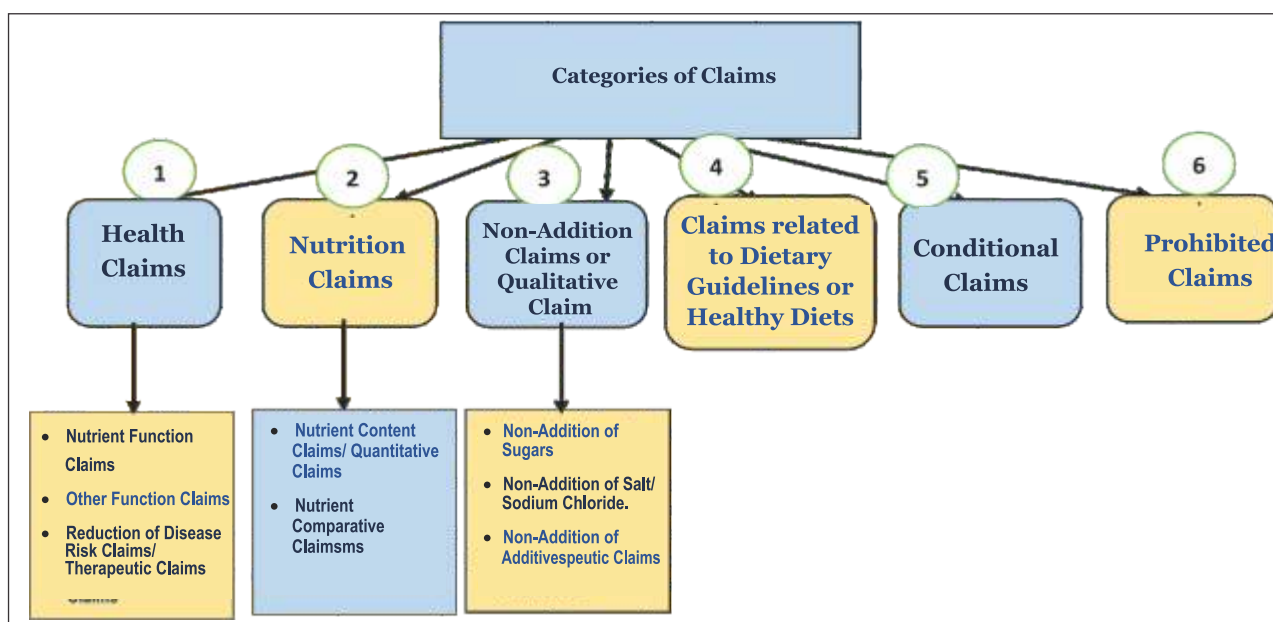 Categories of Claims
1
2
3
4
5
6
Health
Claims
Nutrition
Claims
Non-Addition
Claims or
Qualitative
Claim
Claims related
to Dietary
Guidelines or
Healthy Diets
Conditional
Claims
Prohibited
Claims
• Nutrient Function
Claims
• Other Function Claims
• Reduction of Disease
Risk Claims/
Therapeutic Claims
• Nutrient Content
Claims/ Quantitative
Claims
• Nutrient
Comparative
Claimsms
• Non-Addition of
Sugars
• Non-Addition of Salt/
Sodium Chloride.
• Non-Addition of
Additivespeutic Claims